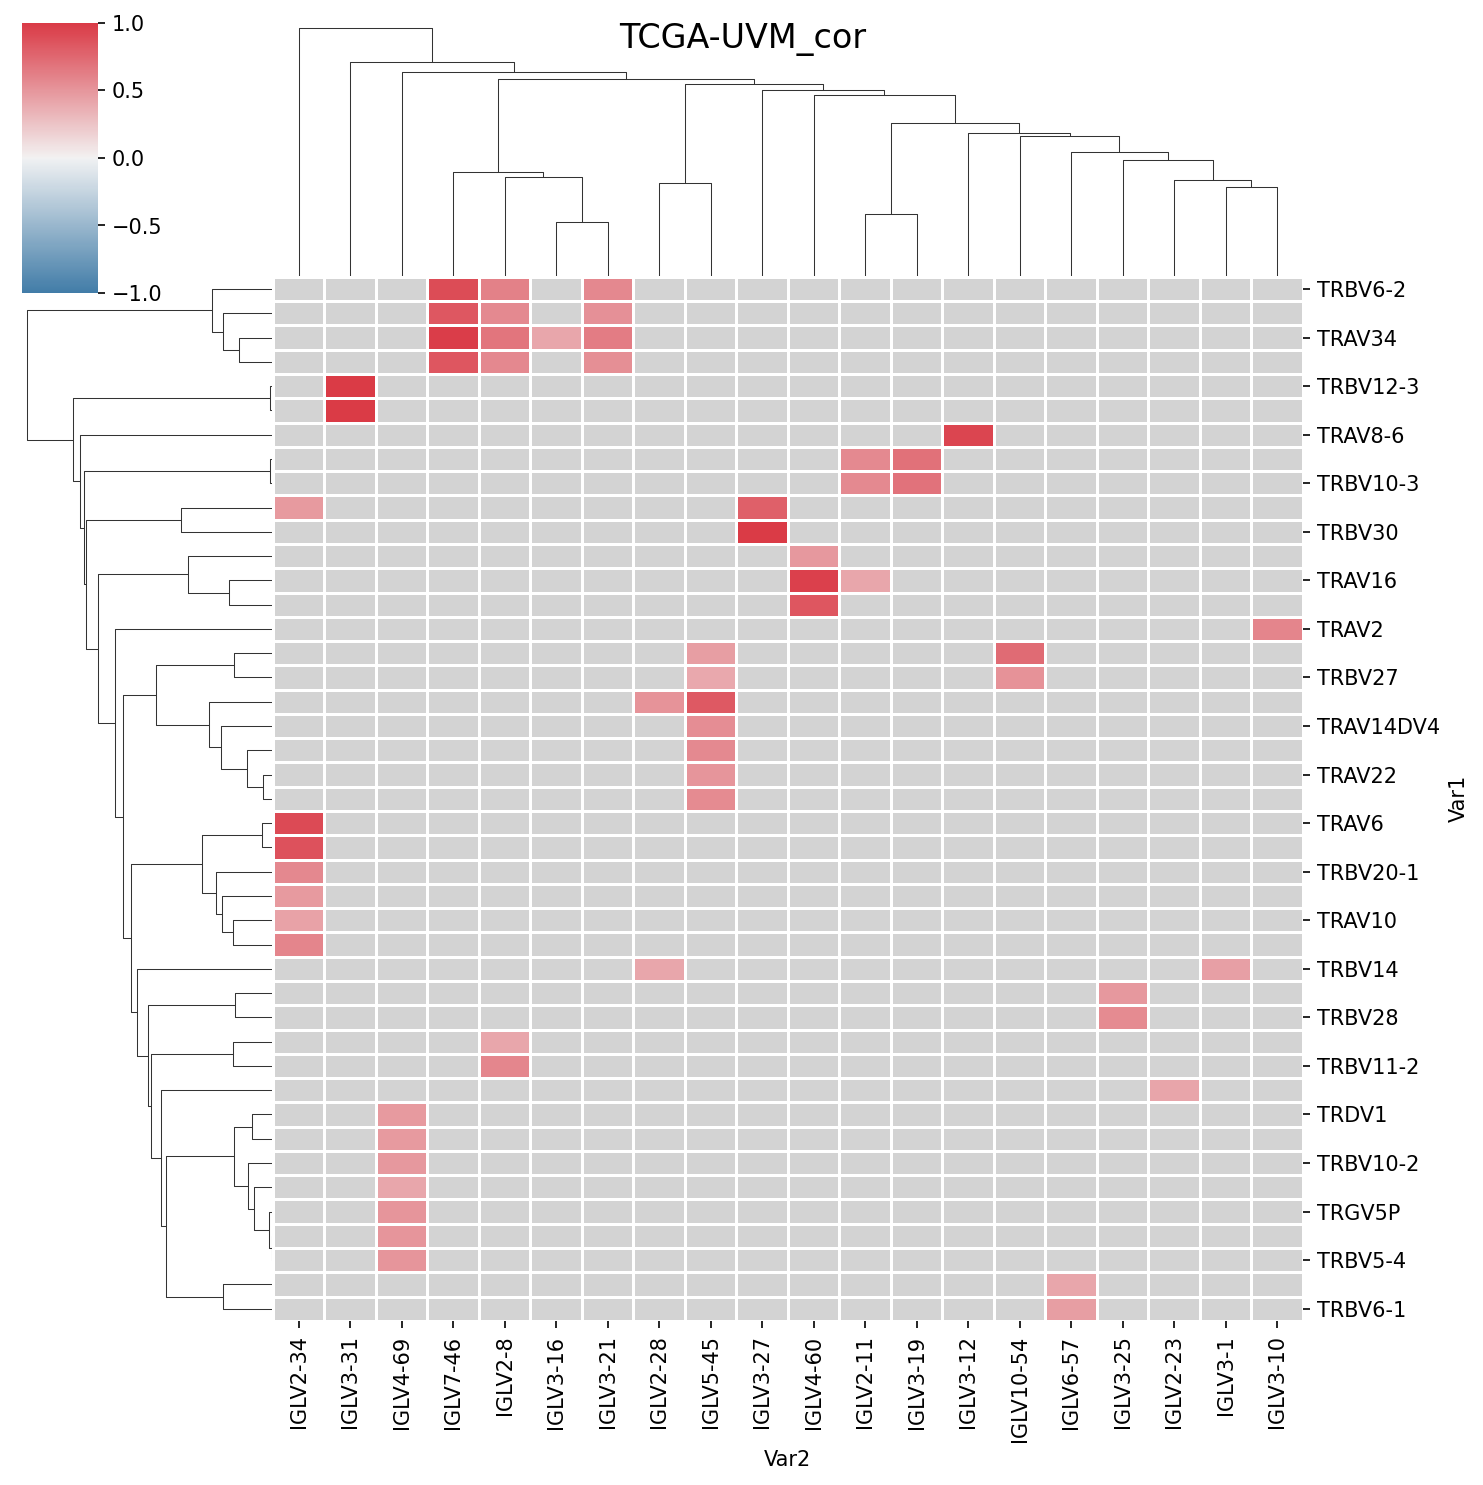 TCGA-UVM_cor
1.0
0.5
0.0
−0.5
−1.0
TRBV6-2
TRAV34
TRBV12-3
TRAV8-6
TRBV10-3
TRBV30
TRAV16
TRAV2
TRBV27
TRAV14DV4
TRAV22
TRAV6
TRBV20-1
TRAV10
TRBV14
TRBV28
TRBV11-2
TRDV1
TRBV10-2
TRGV5P
TRBV5-4
TRBV6-1
Var1
IGLV2-34
IGLV3-31
IGLV4-69
IGLV7-46
IGLV2-8
IGLV3-16
IGLV3-21
IGLV2-28
IGLV5-45
IGLV3-27
IGLV4-60
IGLV2-11
IGLV3-19
IGLV3-12
IGLV10-54
IGLV6-57
IGLV3-25
IGLV2-23
IGLV3-1
IGLV3-10
Var2